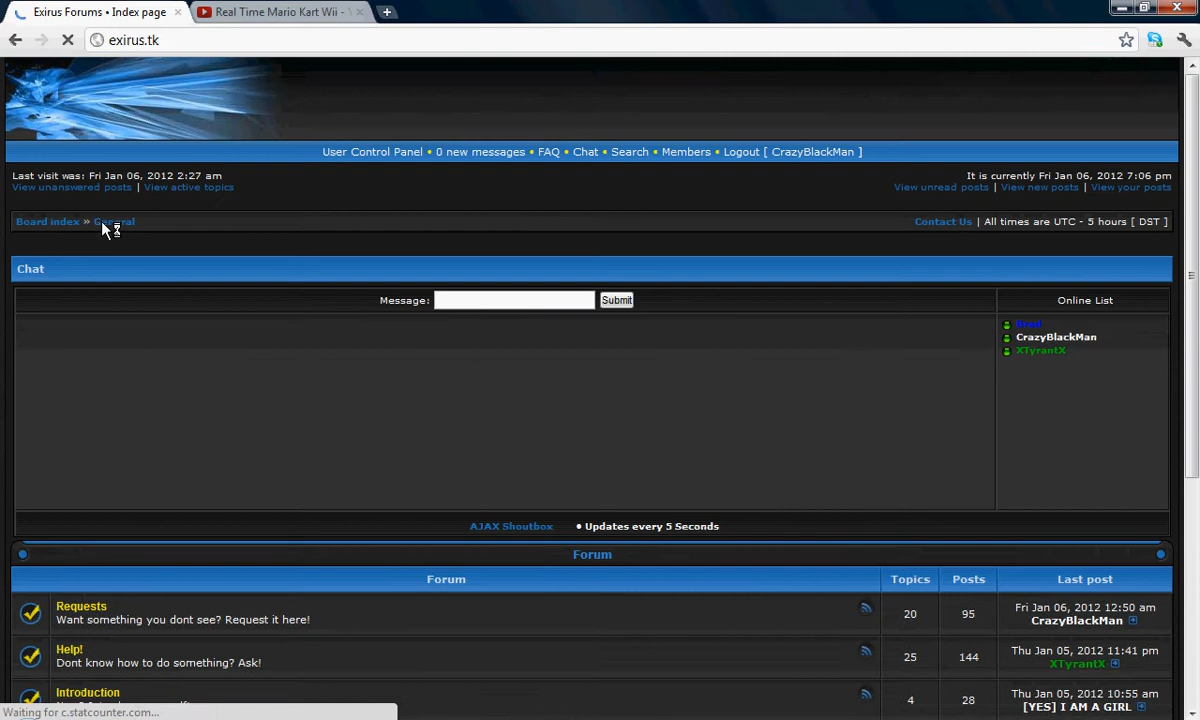 Exirus Forums • Index page
Real Time Mario Kart Wii -
exirus.tk
User Control Panel • 0 new messages • FAQ • Chat • Search • Members • Logout [ CrazyBlackMan ]
Last visit was: Fri Jan 06, 2012 2:27 am
It is currently Fri Jan 06, 2012 7:06 pm
View unanswered posts | View active topics
View unread posts | View new posts | View your posts
Board index » General
Contact Us | All times are UTC - 5 hours [ DST ]
Chat
Message: Submit
Online List
Brad
CrazyBlackMan
XTyrantX
AJAX Shoutbox • Updates every 5 Seconds
Forum
Forum Topics Posts Last post
Requests
Want something you dont see? Request it here!
20 95
Fri Jan 06, 2012 12:50 am
CrazyBlackMan
Help!
Dont know how to do something? Ask!
25 144
Thu Jan 05, 2012 11:41 pm
XTyrantX
Introduction
4 28
Thu Jan 05, 2012 10:55 am
[YES] I AM A GIRL
Waiting for c.statcounter.com...